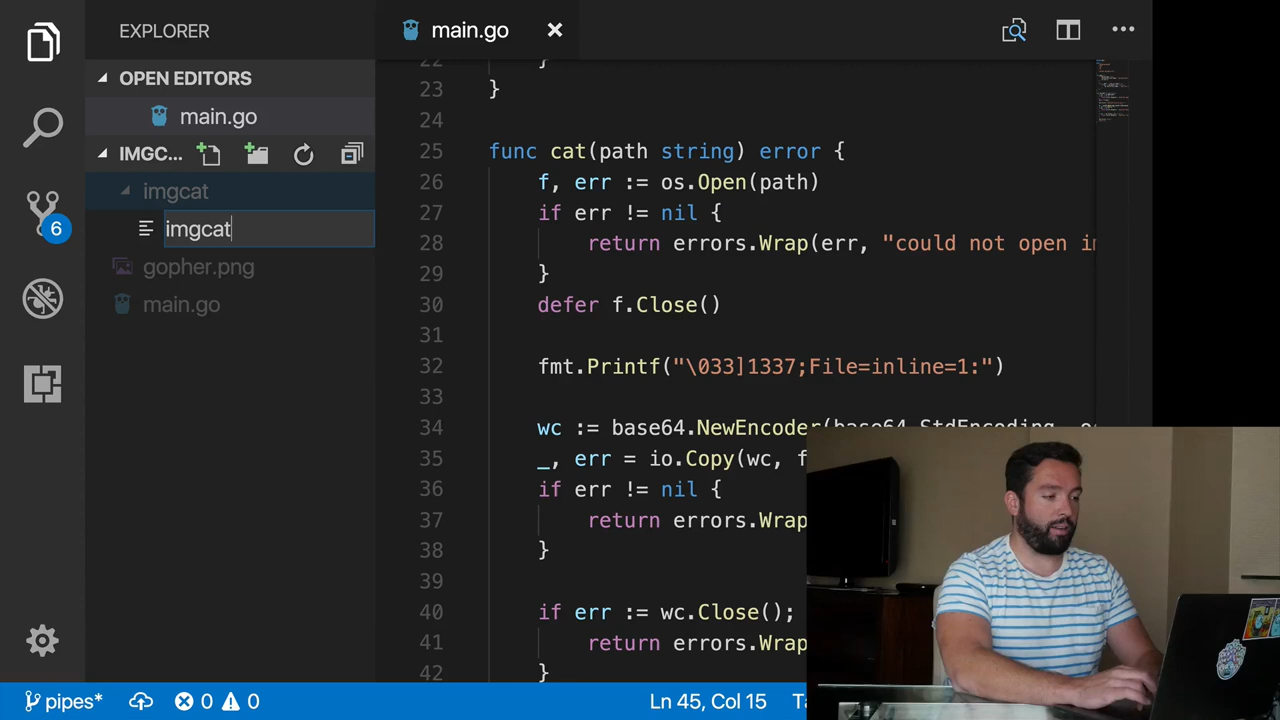 EXPLORER
OPEN EDITORS
main.go
IMGC...
imgcat
imgcat
gopher.png
main.go
6
main.go
22 }
23 }
24
25 func cat(path string) error {
26 f, err := os.Open(path)
27 if err != nil {
28 return errors.Wrap(err, "could not open
29 }
30 defer f.Close()
31
32 fmt.Printf("\033]1337;File=inline=1:")
33
34 wc := base64.NewEncoder(base64.StdEncoding,
35 _, err = io.Copy(wc, f
36 if err != nil {
37 return errors.Wrap
38 }
39
40 if err := wc.Close();
41 return errors.Wrap
42 }
pipes* 0 0 Ln 45, Col 15